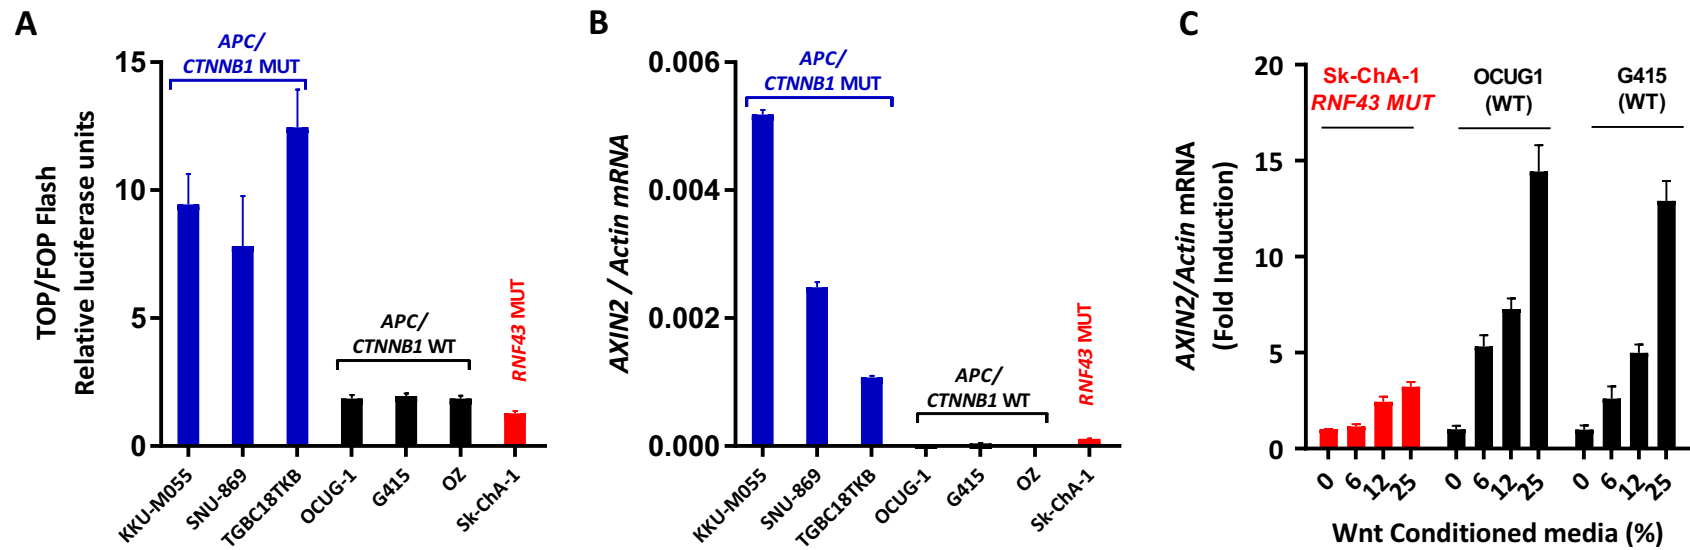 A
TOP/FOP Flash
Relative luciferase units
15
10
5
0
APC/
CTNNB1 MUT
APC/
CTNNB1 WT
RNF43 MUT
KKU-M055
SNU-869
TGBC18TKB
OCUG-1
G415
OZ
Sk-ChA-1
B
AXIN2 / Actin mRNA
0.006
0.004
0.002
0.000
APC/
CTNNB1 MUT
APC/
CTNNB1 WT
RNF43 MUT
KKU-M055
SNU-869
TGBC18TKB
OCUG-1
G415
OZ
Sk-ChA-1
C
AXIN2/Actin mRNA
(Fold Induction)
20
15
10
5
0
Sk-ChA-1
RNF43 MUT
OCUG1
(WT)
G415
(WT)
0 6 12 25 0 6 12 25 0 6 12 25
Wnt Conditioned media (%)